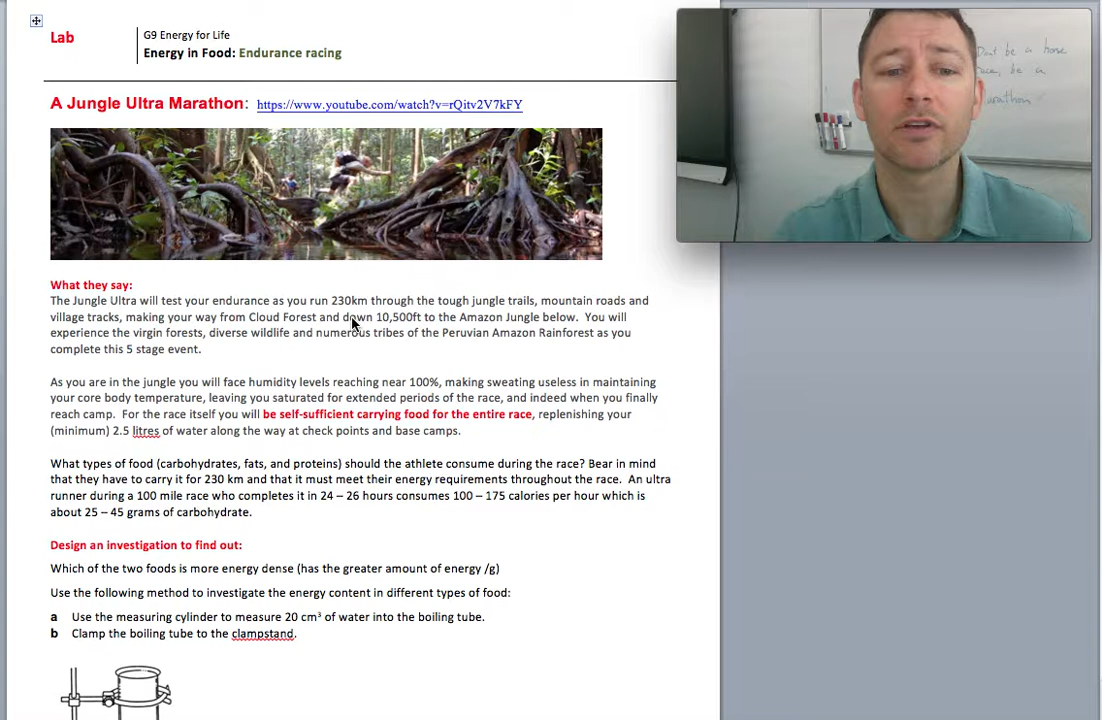 Lab
G9 Energy for Life
Energy in Food: Endurance racing
A Jungle Ultra Marathon: https://www.youtube.com/watch?v=rQitv2V7kFY
What they say:
The Jungle Ultra will test your endurance as you run 230km through the tough jungle trails, mountain roads and
village tracks, making your way from Cloud Forest and down 10,500ft to the Amazon Jungle below.  You will
experience the virgin forests, diverse wildlife and numerous tribes of the Peruvian Amazon Rainforest as you
complete this 5 stage event.
As you are in the jungle you will face humidity levels reaching near 100%, making sweating useless in maintaining
your core body temperature, leaving you saturated for extended periods of the race, and indeed when you finally
reach camp.  For the race itself you will be self-sufficient carrying food for the entire race, replenishing your
(minimum) 2.5 litres of water along the way at check points and base camps.
What types of food (carbohydrates, fats, and proteins) should the athlete consume during the race? Bear in mind
that they have to carry it for 230 km and that it must meet their energy requirements throughout the race.  An ultra
runner during a 100 mile race who completes it in 24 – 26 hours consumes 100 – 175 calories per hour which is
about 25 – 45 grams of carbohydrate.
Design an investigation to find out:
Which of the two foods is more energy dense (has the greater amount of energy /g)
Use the following method to investigate the energy content in different types of food:
a Use the measuring cylinder to measure 20 cm³ of water into the boiling tube.
b Clamp the boiling tube to the clampstand.
Dont be a horse
race, be a
marathon